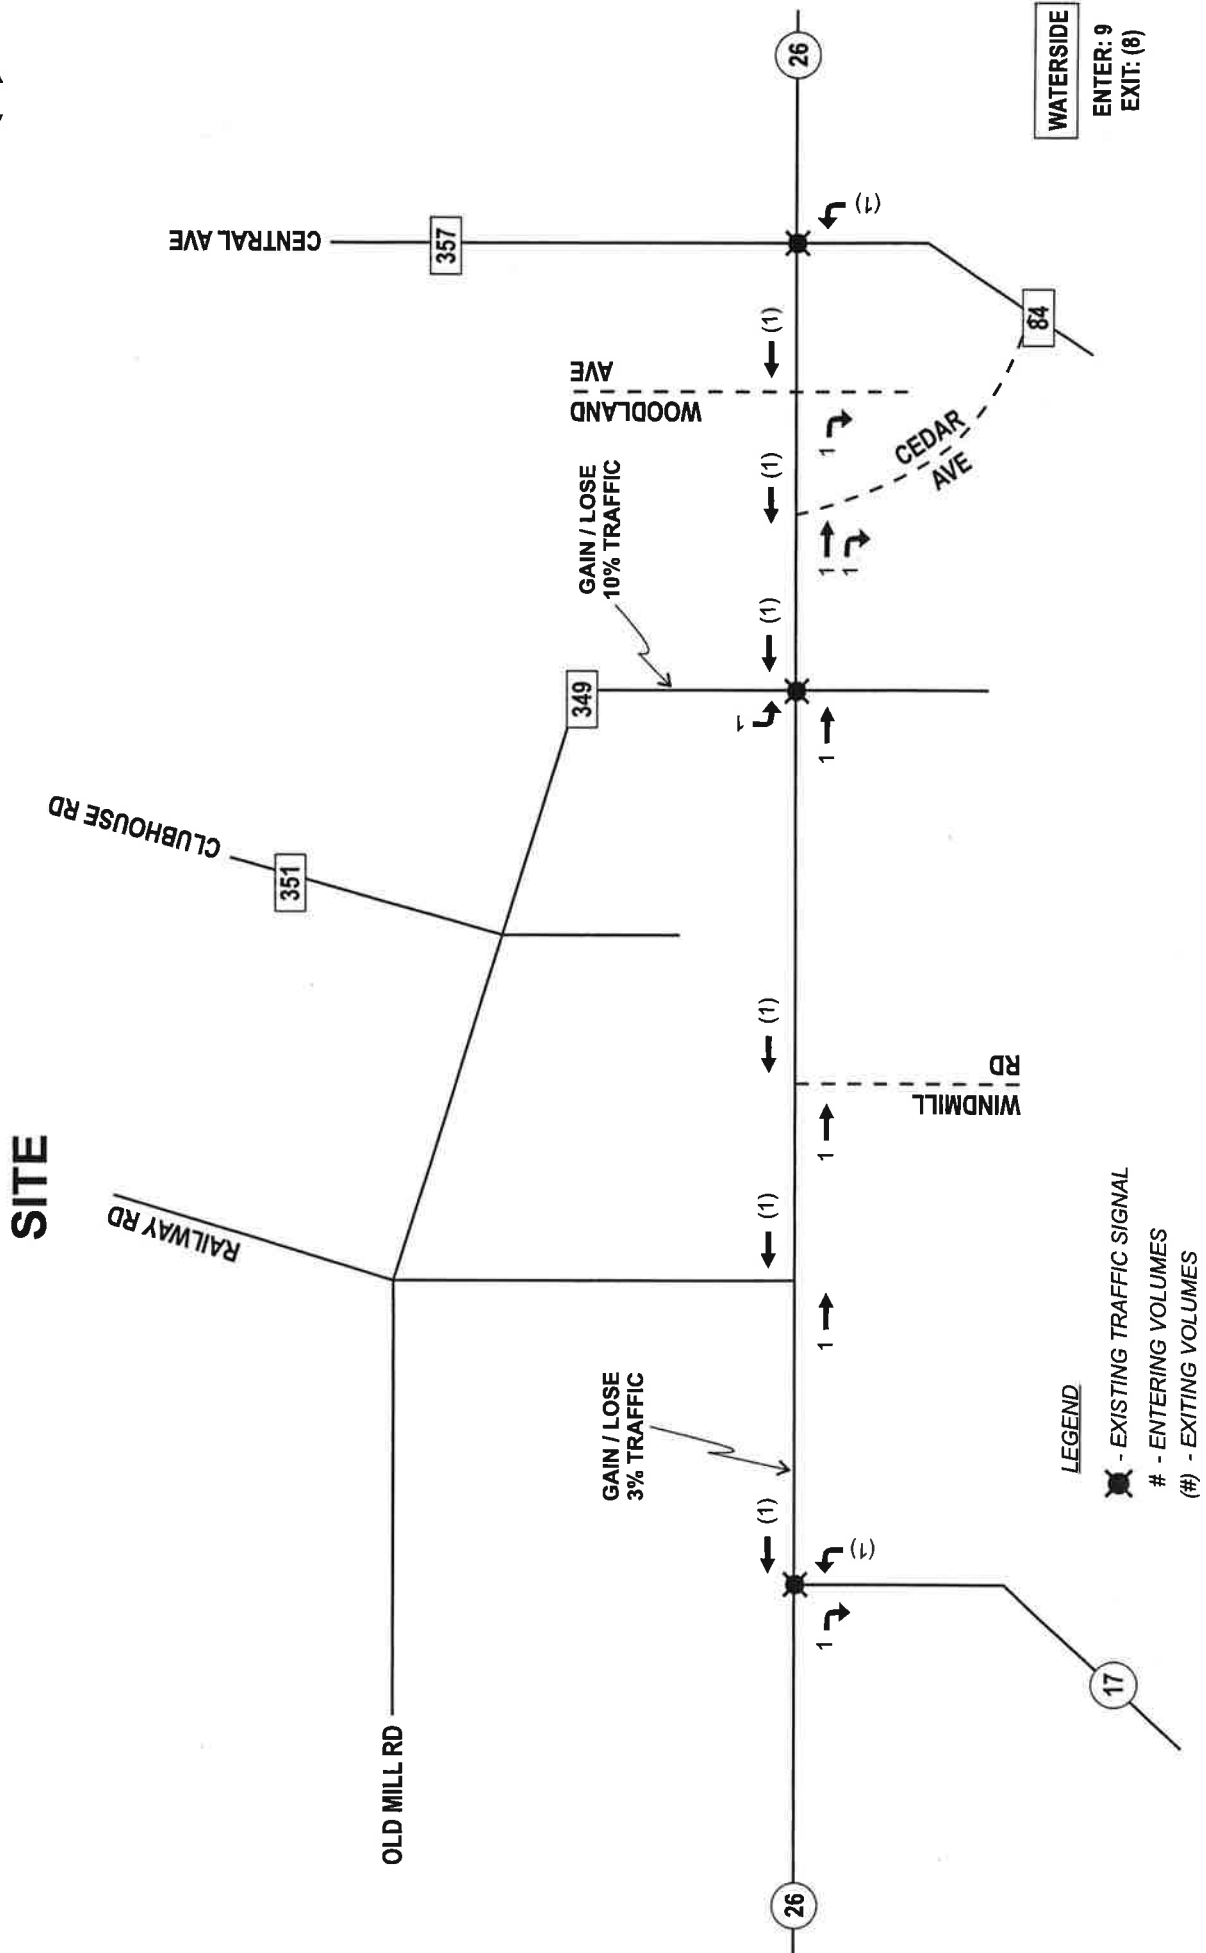 SITE
CENTRAL AVE
357
26
WATERSIDE
ENTER: 9
EXIT: (8)
(1)
(1)
WOODLAND
AVE
1
84
CEDAR
AVE
(1)
1
1
GAIN / LOSE
10% TRAFFIC
(1)
349
1
1
CLUBHOUSE RD
351
(1)
WINDMILL
RD
1
RAILWAY RD
(1)
1
GAIN / LOSE
3% TRAFFIC
(1)
(1)
1
17
OLD MILL RD
26
LEGEND
- EXISTING TRAFFIC SIGNAL
# - ENTERING VOLUMES
(#) - EXITING VOLUMES